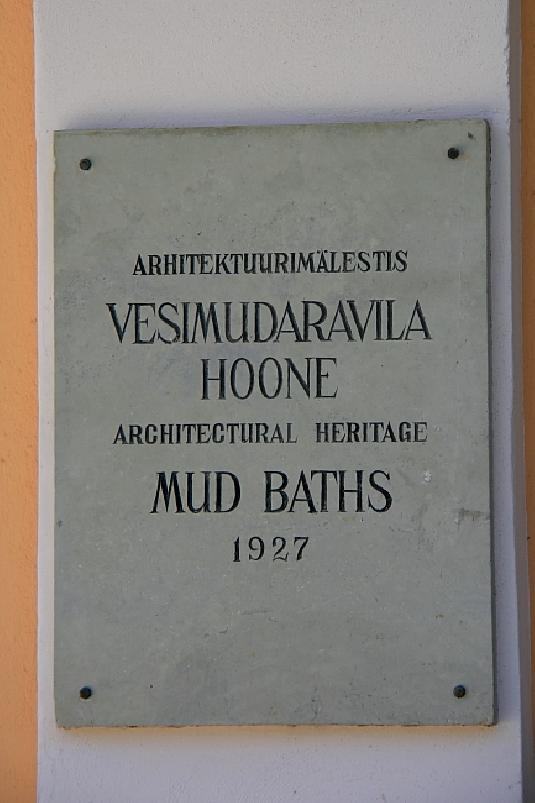 ARHITEKTUURIMÄLESTIS
VESIMUDARAVILA
HOONE
ARCHITECTURAL HERITAGE
MUD BATHS
1927